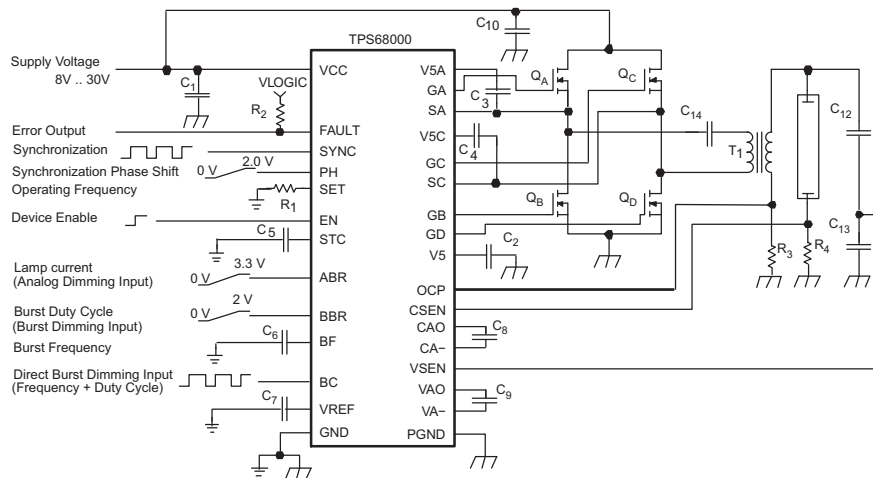 TPS68000
Supply Voltage
8V .. 30V
C1
VLOGIC
R2
Error Output
Synchronization
Synchronization Phase Shift
0 V
2.0 V
Operating Frequency
R1
Device Enable
C5
Lamp current
(Analog Dimming Input)
0 V
3.3 V
Burst Duty Cycle
(Burst Dimming Input)
0 V
2 V
Burst Frequency
C6
Direct Burst Dimming Input
(Frequency + Duty Cycle)
C7
VCC
FAULT
SYNC
PH
SET
EN
STC
ABR
BBR
BF
BC
VREF
GND
V5A
GA
SA
V5C
GC
SC
GB
GD
V5
OCP
CSEN
CAO
CA−
VSEN
VAO
VA−
PGND
C10
C3
C4
C2
C8
C9
QA
QC
QB
QD
C14
T1
C12
C13
R3
R4